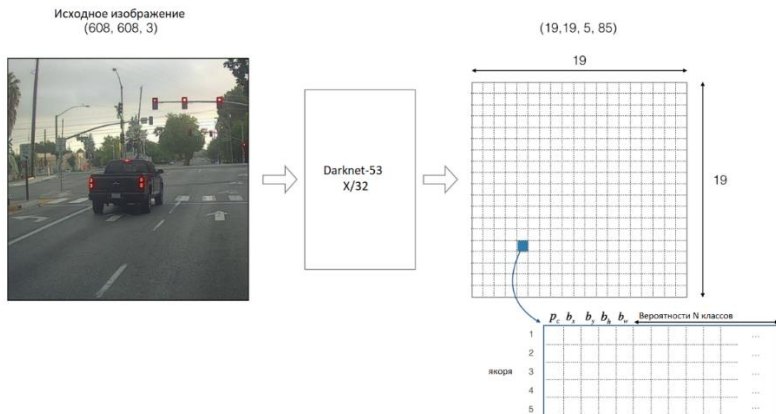 Исходное изображение
(608, 608, 3)
(19,19, 5, 85)
19
Darknet-53
X/32
19
p_c b_x b_y b_h b_w Вероятности N классов
1 ...
2 ...
якоря 3 ...
4 ...
5 ...